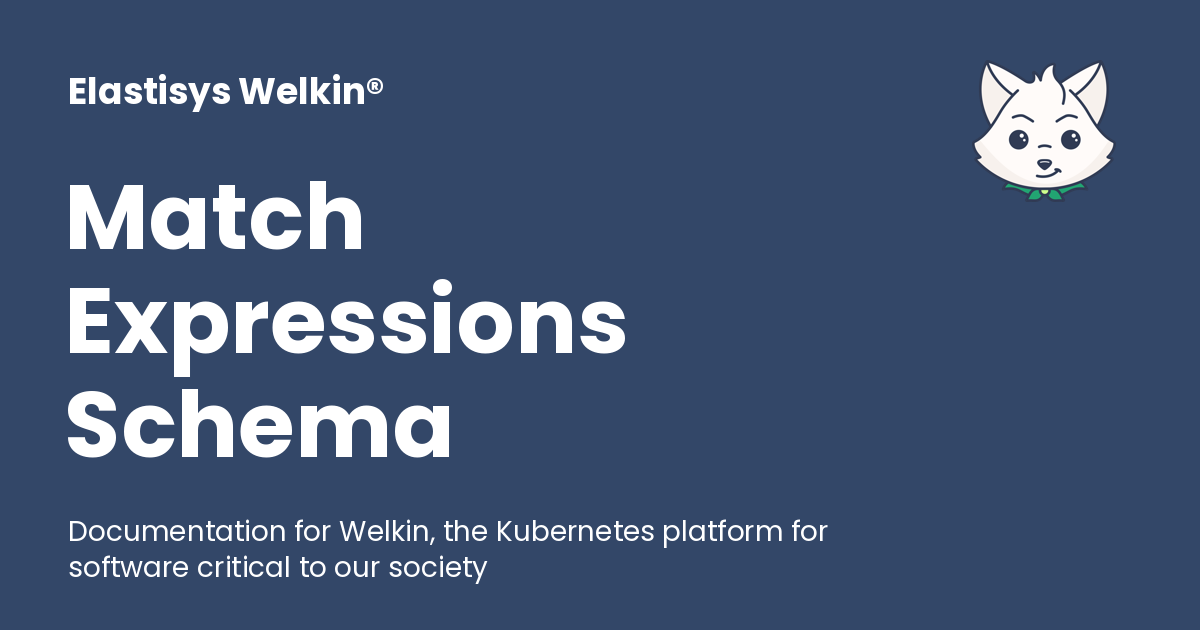 Elastisys Welkin®
Match
Expressions
Schema
Documentation for Welkin, the Kubernetes platform for
software critical to our society